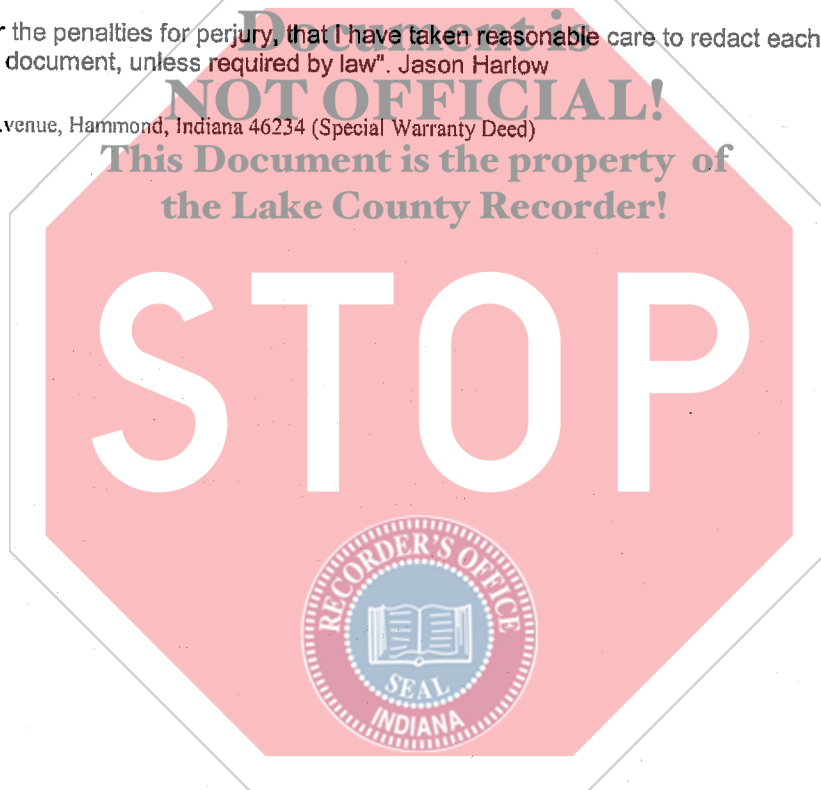 Document is
r the penalties for perjury, that I have taken reasonable care to redact each
document, unless required by law". Jason Harlow
NOT OFFICIAL!
venue, Hammond, Indiana 46234 (Special Warranty Deed)
This Document is the property of
the Lake County Recorder!
STOP
RECORDER'S OFFICE
SEAL
INDIANA